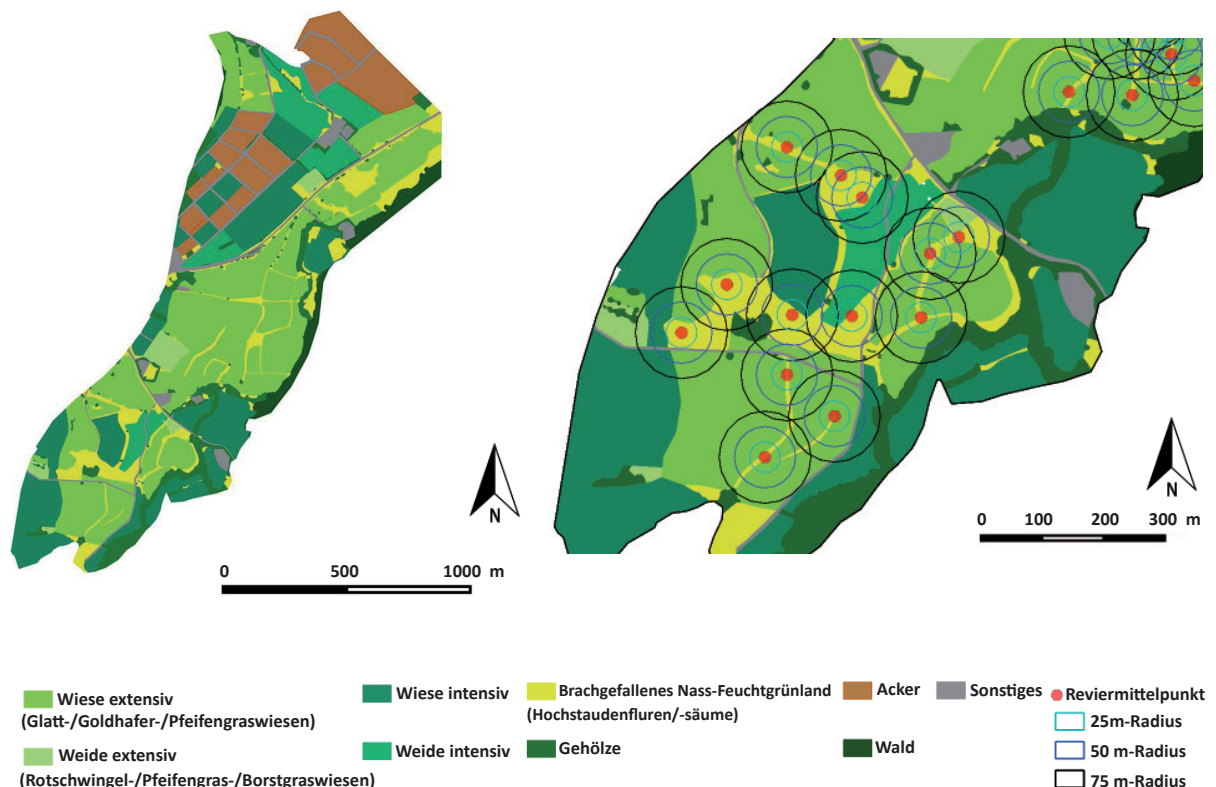 N
0 500 1000 m
N
0 100 200 300 m
Wiese extensiv
(Glatt-/Goldhafer-/Pfeifengraswiesen)
Weide extensiv
(Rotschwingel-/Pfeifengras-/Borstgraswiesen)
Wiese intensiv
Weide intensiv
Brachgefallenes Nass-Feuchtgrünland
(Hochstaudenfluren/-säume)
Gehölze
Acker
Wald
Sonstiges
Reviermittelpunkt
25m-Radius
50 m-Radius
75 m-Radius